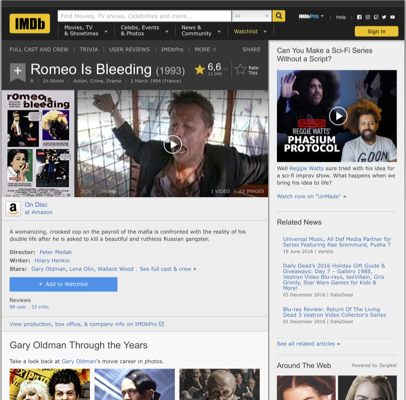 IMDb
Find Movies, TV shows, Celebrities and more...
All
IMDbPro
Help
Movies, TV
& Showtimes
Celebs, Events
& Photos
News &
Community
Watchlist
Sign in
FULL CAST AND CREW | TRIVIA | USER REVIEWS | IMDbPro | MORE
SHARE
Romeo Is Bleeding (1993)
6,6
Rate
This
1h 50min | Action, Crime, Drama | 2 March 1994 (France)
romeo is
bleeding
3:31
1 VIDEO
63 IMAGES
a
On Disc
at Amazon
A womanizing, crooked cop on the payroll of the mafia is confronted with the reality of his
double life after he is asked to kill a beautiful and ruthless Russian gangster.
Director: Peter Medak
Writer: Hilary Henkin
Stars: Gary Oldman, Lena Olin, Wallace Wood | See full cast & crew »
+ Add to Watchlist
Reviews
88 user | 33 critic
View production, box office, & company info on IMDbPro
Gary Oldman Through the Years
Take a look back at Gary Oldman's movie career in photos.
Can You Make a Sci-Fi Series
Without a Script?
REGGIE WATTS'
PHASIUM
PROTOCOL
Well Reggie Watts sure tried with his idea
for a sci-fi improv show. What happens when
we bring his idea to life?
Watch now on "UnMade" »
Related News
Universal Music, All Def Media Partner for
Series Featuring Rae Sremmurd, Pusha T
18 June 2018 | Variety
Daily Dead's 2016 Holiday Gift Guide &
Giveaways: Day 7 – Gallery 1988,
Vestron Video Blu-rays, teeVillain, Gris
Grimly, Star Wars Games for Kids &
More!
03 December 2016 | DailyDead
Blu-ray Review: Return Of The Living
Dead 3 Vestron Video Collector's Series
02 December 2016 | DailyDead
See all related articles »
Around The Web
Powered by ZergNet